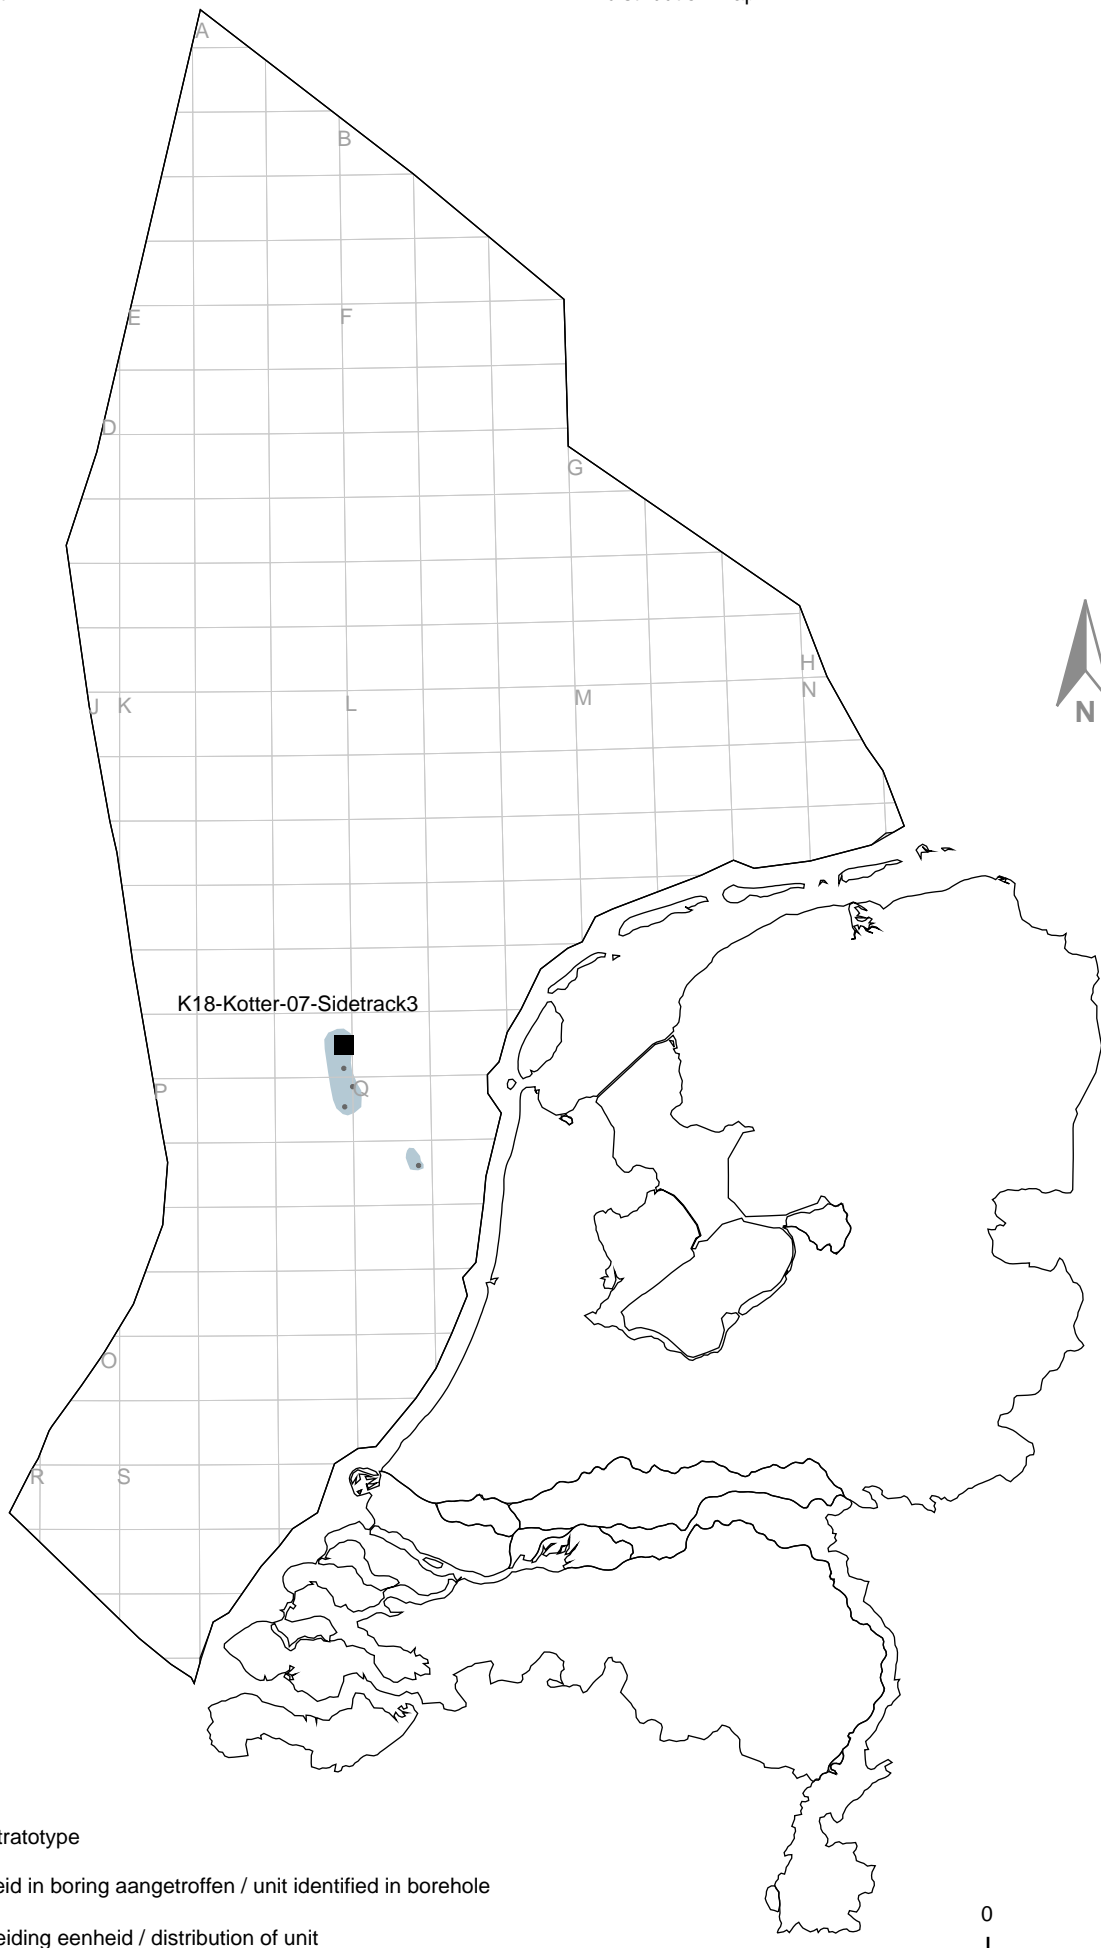 A
B
E
F
D
G
H
J
K
L
M
N
N
K18-Kotter-07-Sidetrack3
P
Q
O
R
S
tratotype
eid in boring aangetroffen / unit identified in borehole
0
eiding eenheid / distribution of unit